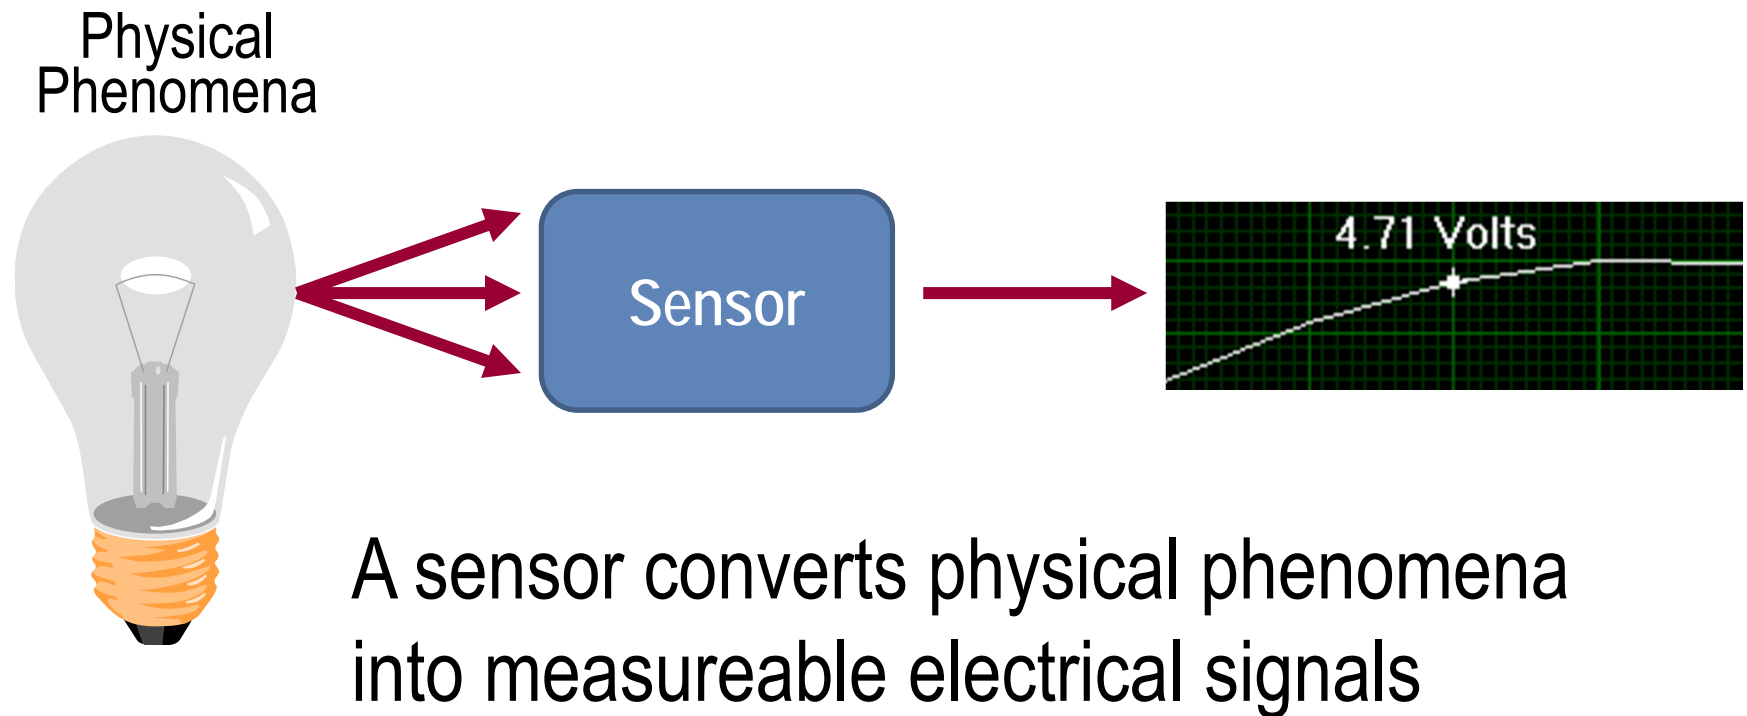 Physical
Phenomena
Sensor
4.71 Volts
A sensor converts physical phenomena
into measureable electrical signals